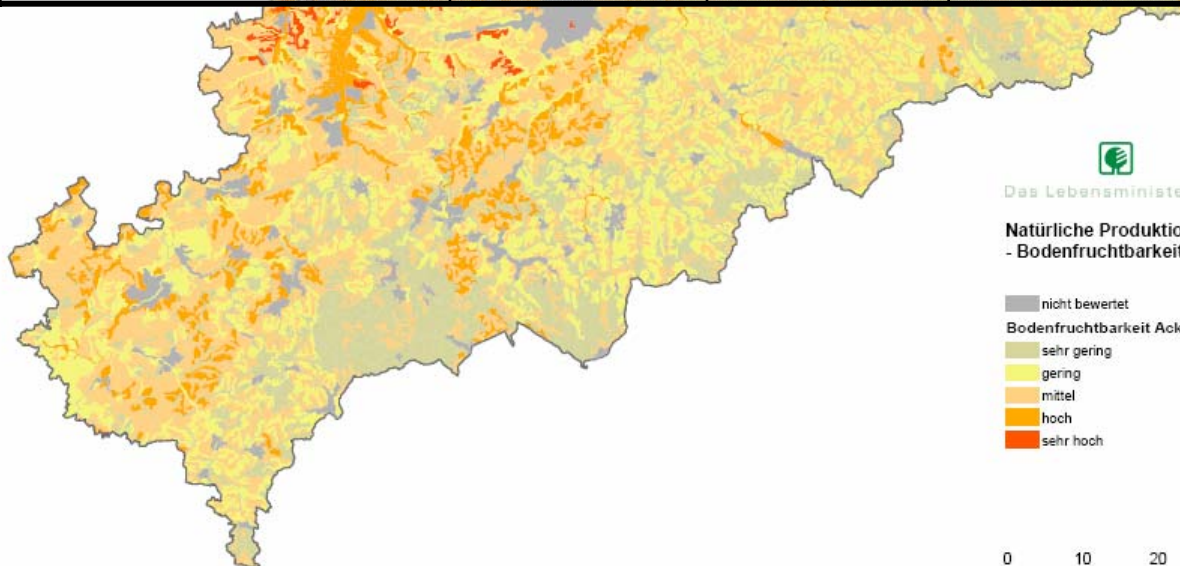 Das Lebensministe
Natürliche Produktio
- Bodenfruchtbarkeit
nicht bewertet
Bodenfruchtbarkeit Ack
sehr gering
gering
mittel
hoch
sehr hoch
0 10 20